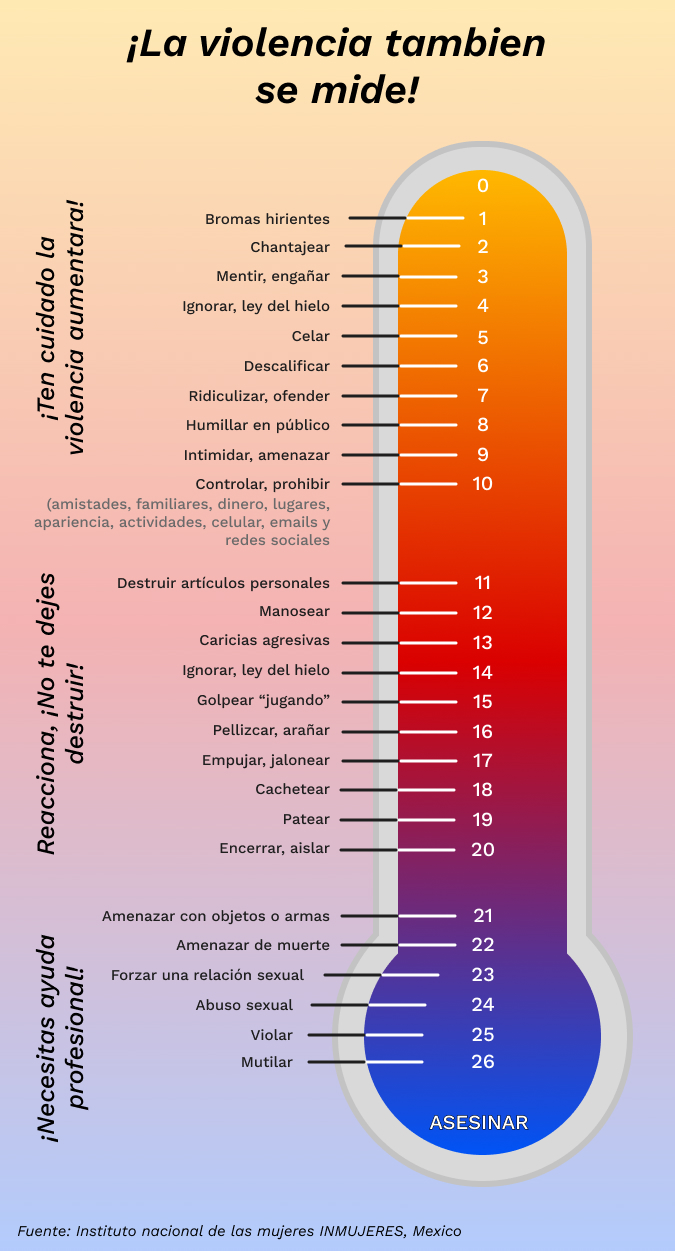 ¡La violencia tambien
se mide!
¡Ten cuidado la
violencia aumentara!
0
Bromas hirientes 1
Chantajear 2
Mentir, engañar 3
Ignorar, ley del hielo 4
Celar 5
Descalificar 6
Ridiculizar, ofender 7
Humillar en público 8
Intimidar, amenazar 9
Controlar, prohibir 10
(amistades, familiares, dinero, lugares,
apariencia, actividades, celular, emails y
redes sociales
Reacciona, ¡No te dejes
destruir!
Destruir artículos personales 11
Manosear 12
Caricias agresivas 13
Ignorar, ley del hielo 14
Golpear “jugando” 15
Pellizcar, arañar 16
Empujar, jalonear 17
Cachetear 18
Patear 19
Encerrar, aislar 20
¡Necesitas ayuda
profesional!
Amenazar con objetos o armas 21
Amenazar de muerte 22
Forzar una relación sexual 23
Abuso sexual 24
Violar 25
Mutilar 26
ASESINAR
Fuente: Instituto nacional de las mujeres INMUJERES, Mexico